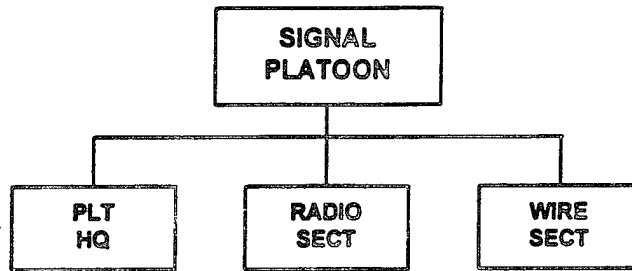 SIGNAL
PLATOON
PLT
HQ
RADIO
SECT
WIRE
SECT